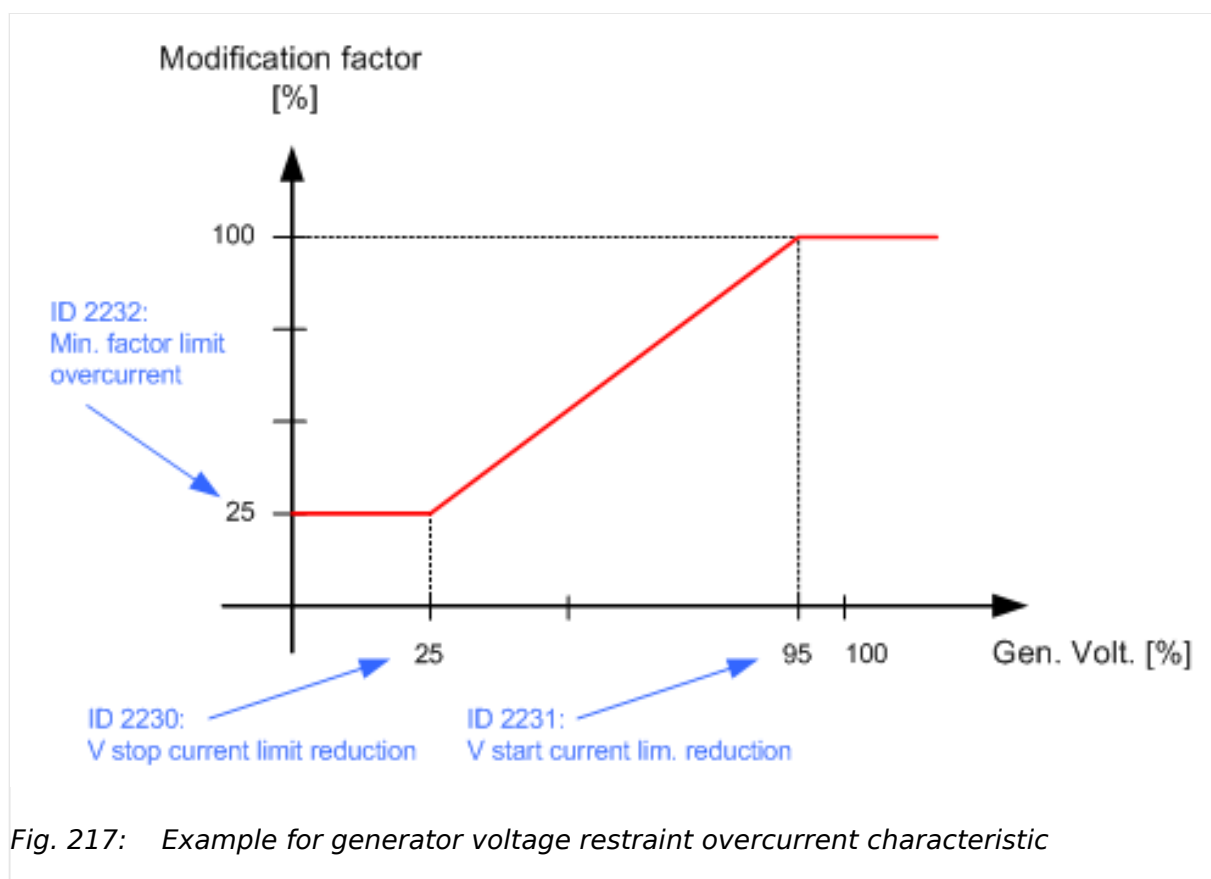 Modification factor
[%]
100
ID 2232:
Min. factor limit
overcurrent
25
25
95
100
Gen. Volt. [%]
ID 2230:
V stop current limit reduction
ID 2231:
V start current lim. reduction
Fig. 217: Example for generator voltage restraint overcurrent characteristic